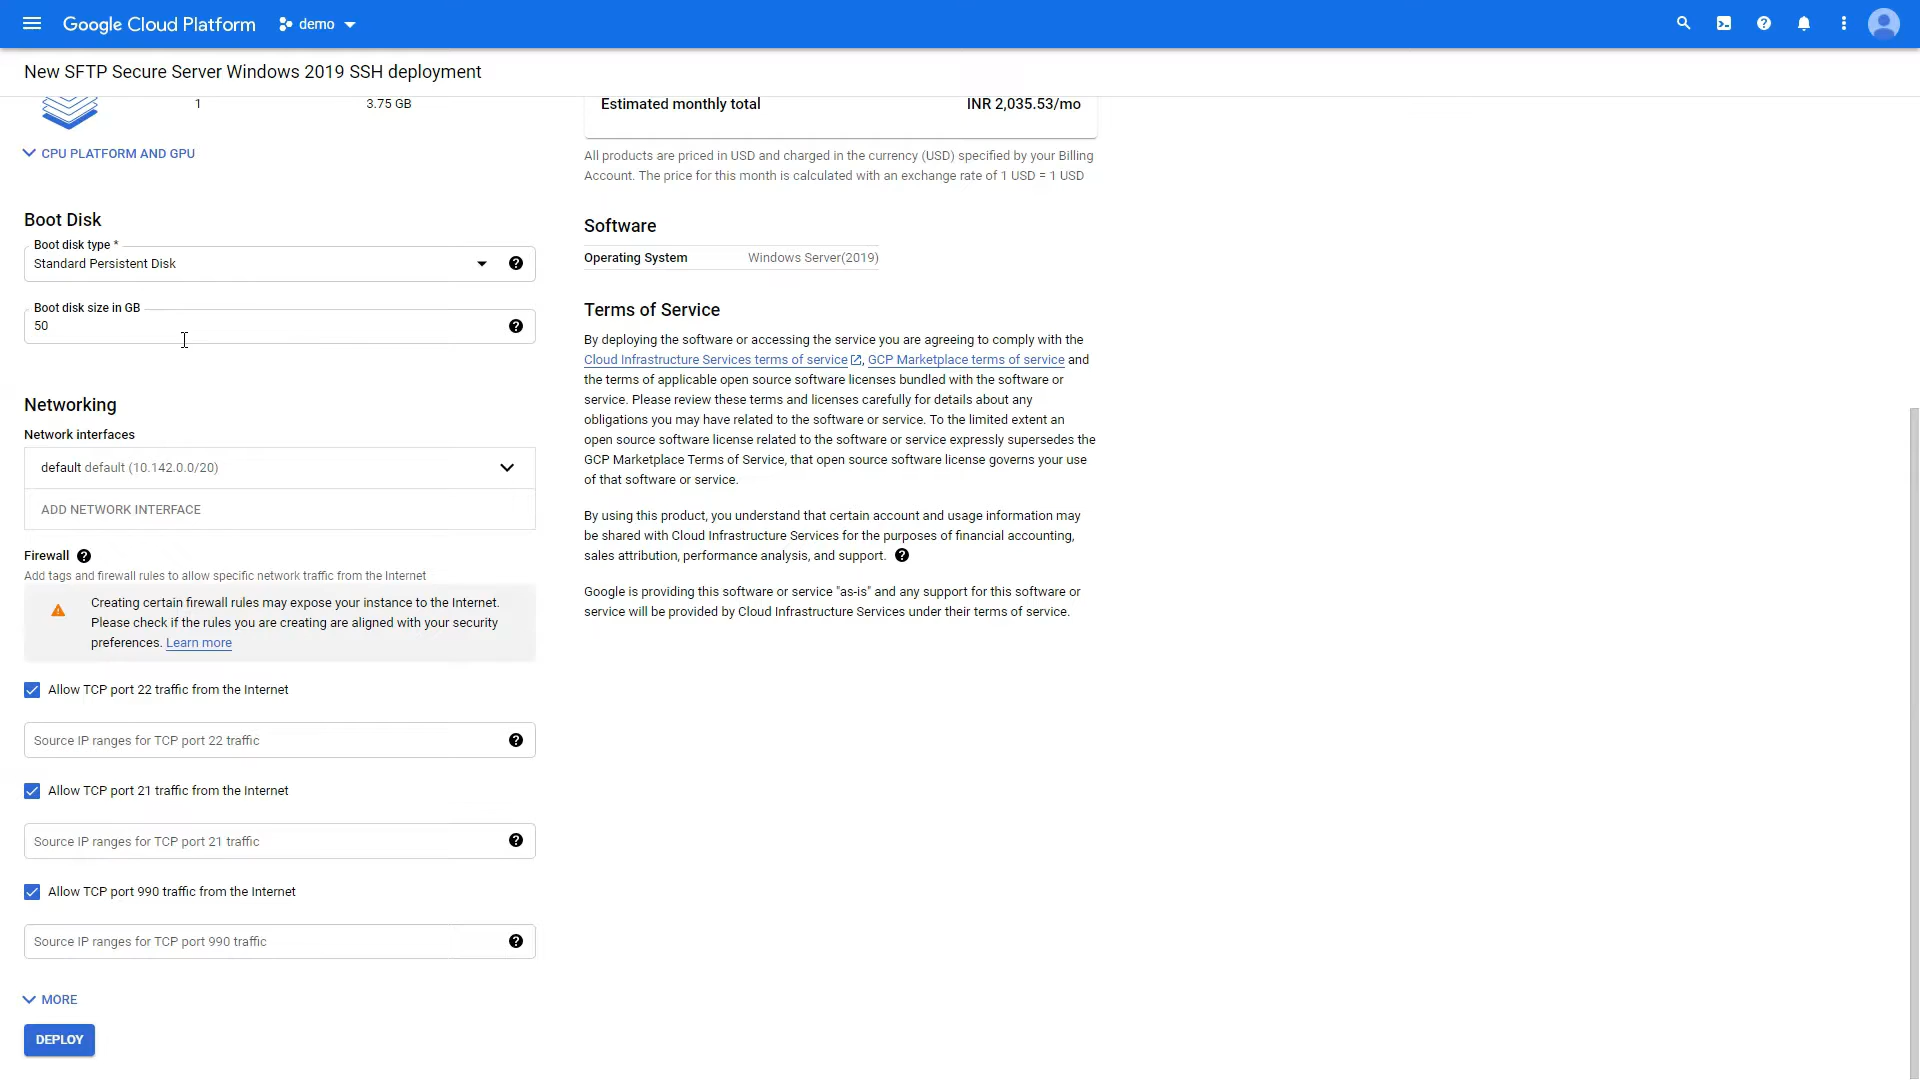 Google Cloud Platform
demo
New SFTP Secure Server Windows 2019 SSH deployment
1
3.75 GB
CPU PLATFORM AND GPU
Boot Disk
Boot disk type *
Standard Persistent Disk
Boot disk size in GB
50
Networking
Network interfaces
default default (10.142.0.0/20)
ADD NETWORK INTERFACE
Firewall
Add tags and firewall rules to allow specific network traffic from the Internet
Creating certain firewall rules may expose your instance to the Internet.
Please check if the rules you are creating are aligned with your security
preferences. Learn more
Allow TCP port 22 traffic from the Internet
Source IP ranges for TCP port 22 traffic
Allow TCP port 21 traffic from the Internet
Source IP ranges for TCP port 21 traffic
Allow TCP port 990 traffic from the Internet
Source IP ranges for TCP port 990 traffic
MORE
DEPLOY
Estimated monthly total INR 2,035.53/mo
All products are priced in USD and charged in the currency (USD) specified by your Billing
Account. The price for this month is calculated with an exchange rate of 1 USD = 1 USD
Software
Operating System Windows Server(2019)
Terms of Service
By deploying the software or accessing the service you are agreeing to comply with the
Cloud Infrastructure Services terms of service, GCP Marketplace terms of service and
the terms of applicable open source software licenses bundled with the software or
service. Please review these terms and licenses carefully for details about any
obligations you may have related to the software or service. To the limited extent an
open source software license related to the software or service expressly supersedes the
GCP Marketplace Terms of Service, that open source software license governs your use
of that software or service.
By using this product, you understand that certain account and usage information may
be shared with Cloud Infrastructure Services for the purposes of financial accounting,
sales attribution, performance analysis, and support.
Google is providing this software or service "as-is" and any support for this software or
service will be provided by Cloud Infrastructure Services under their terms of service.